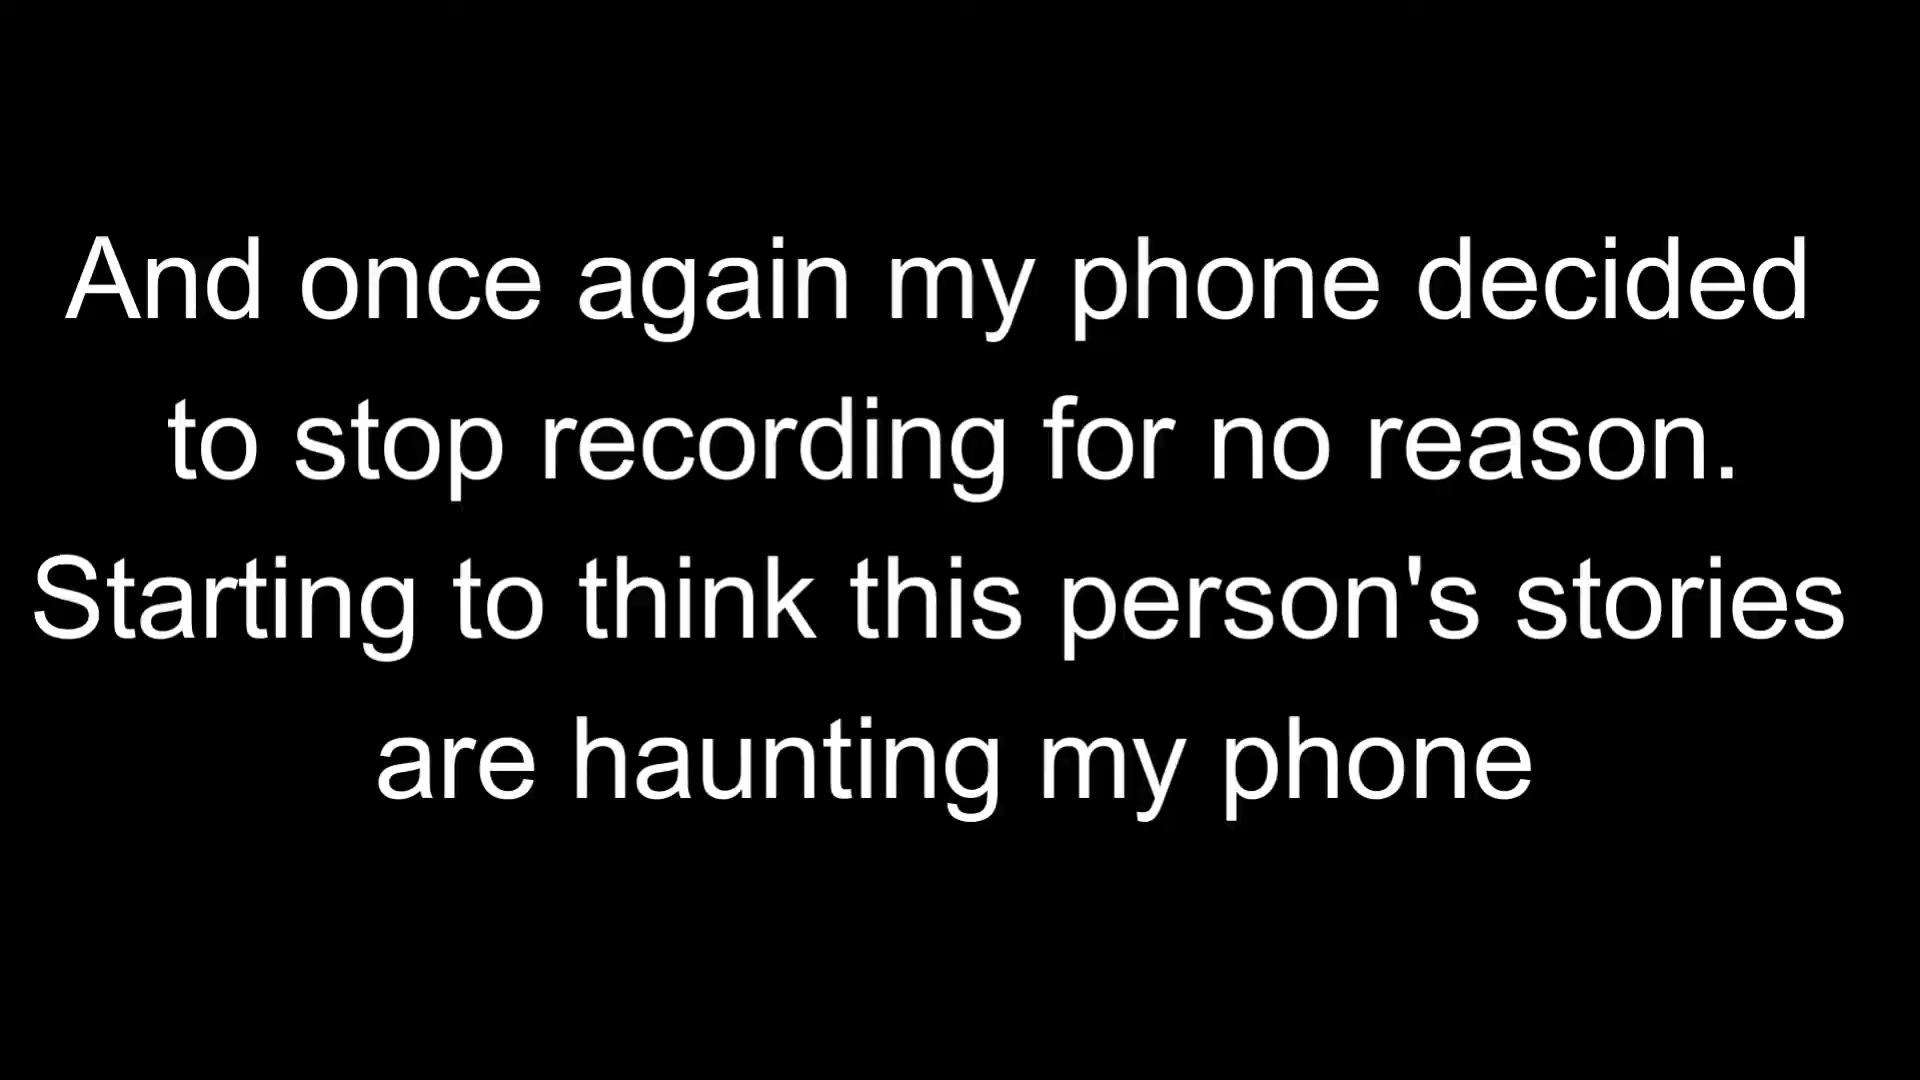 And once again my phone decided
to stop recording for no reason.
Starting to think this person's stories
are haunting my phone